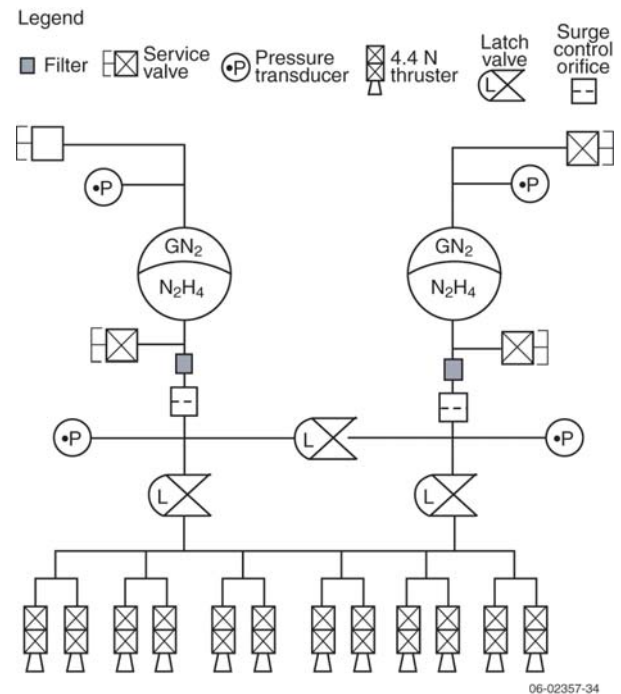 Legend
Filter
Service
valve
•P
Pressure
transducer
4.4 N
thruster
Latch
valve
L
Surge
control
orifice
•P
•P
GN₂
N₂H₄
GN₂
N₂H₄
•P
L
•P
L
L
06-02357-34